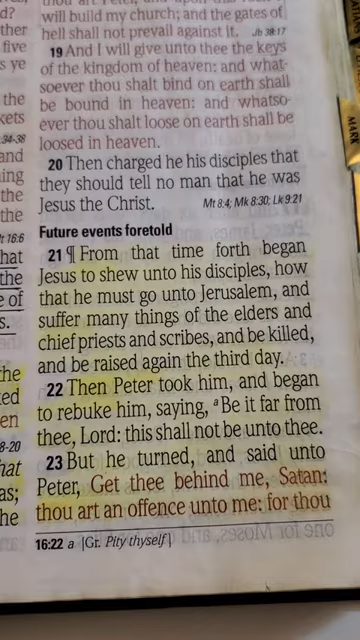 thou art Peter, and upon this rock I
will build my church; and the gates of
hell shall not prevail against it. Jb 38:17
19 And I will give unto thee the keys
of the kingdom of heaven: and what-
soever thou shalt bind on earth shall
be bound in heaven: and whatso-
ever thou shalt loose on earth shall be
loosed in heaven.
20 Then charged he his disciples that
they should tell no man that he was
Jesus the Christ. Mt 8:4; Mk 8:30; Lk 9:21
Future events foretold
21 ¶ From that time forth began
Jesus to shew unto his disciples, how
that he must go unto Jerusalem, and
suffer many things of the elders and
chief priests and scribes, and be killed,
and be raised again the third day.
22 Then Peter took him, and began
to rebuke him, saying, a Be it far from
thee, Lord: this shall not be unto thee.
23 But he turned, and said unto
Peter, Get thee behind me, Satan:
thou art an offence unto me: for thou
16:22 a [Gr. Pity thyself]
MARK